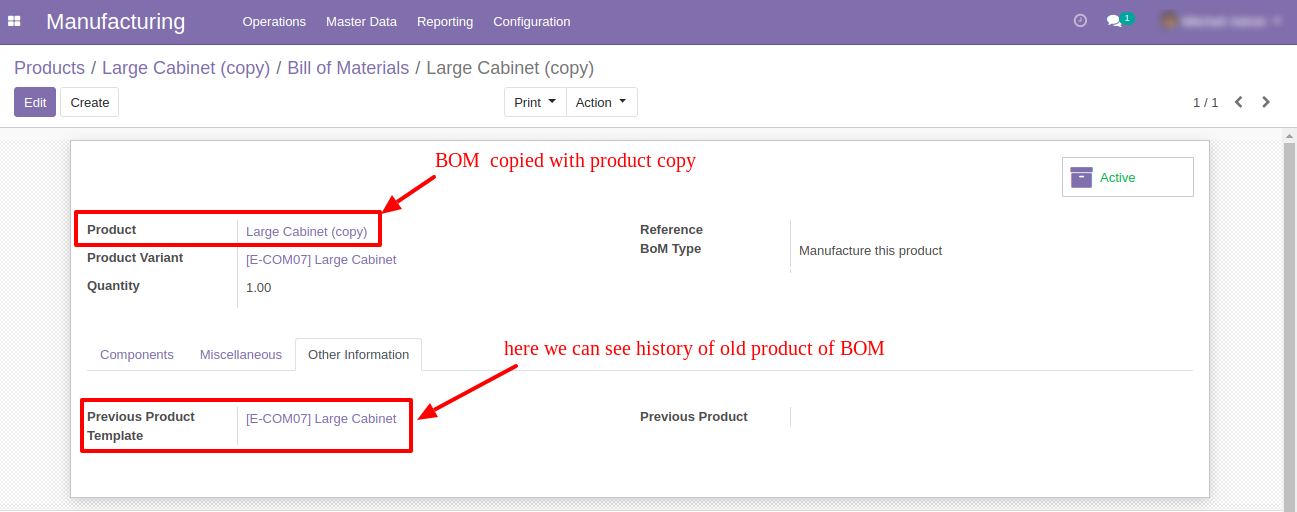 Manufacturing Operations Master Data Reporting Configuration 1
Products / Large Cabinet (copy) / Bill of Materials / Large Cabinet (copy)
Edit Create Print Action 1 / 1
BOM copied with product copy
Active
Product Large Cabinet (copy) Reference
Product Variant [E-COM07] Large Cabinet BoM Type Manufacture this product
Quantity 1.00
here we can see history of old product of BOM
Components Miscellaneous Other Information
Previous Product Template [E-COM07] Large Cabinet Previous Product